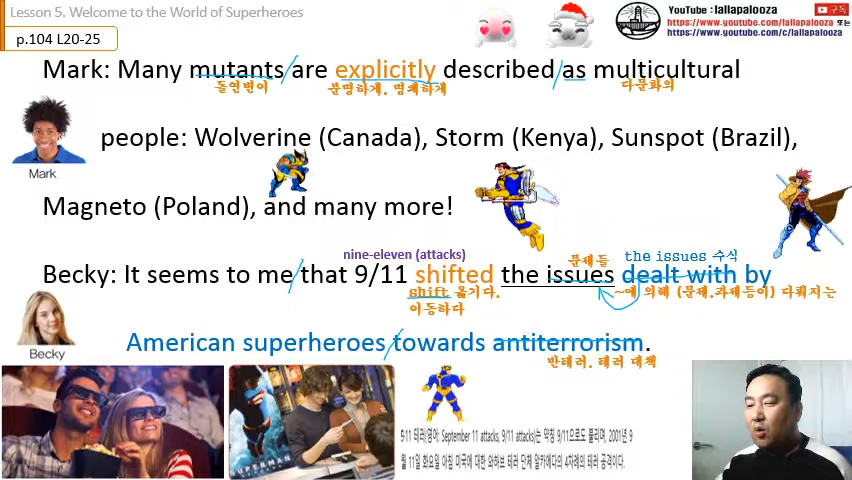 Lesson 5. Welcome to the World of Superheroes
YouTube : lallapalooza 구독
p.104 L20-25
https://www.youtube.com/lallapalooza 또는
https://www.youtube.com/c/lallapalooza
Mark: Many mutants are explicitly described as multicultural
돌연변이 분명하게. 명쾌하게 다문화의
people: Wolverine (Canada), Storm (Kenya), Sunspot (Brazil),
Mark
Magneto (Poland), and many more!
nine-eleven (attacks) 문제들 the issues 수식
Becky: It seems to me that 9/11 shifted the issues dealt with by
shift 옮기다. ~에 의해 (문제.과제등이) 다뤄지는
이동하다
American superheroes towards antiterrorism.
Becky
반테러. 테러 대책
SUPERMAN
9·11 테러(영어: September 11 attacks, 9/11 attacks)는 약칭 9/11으로도 불리며, 2001년 9
월 11일 화요일 아침 미국에 대한 와하브 테러 단체 알카에다의 4차례의 테러 공격이다.